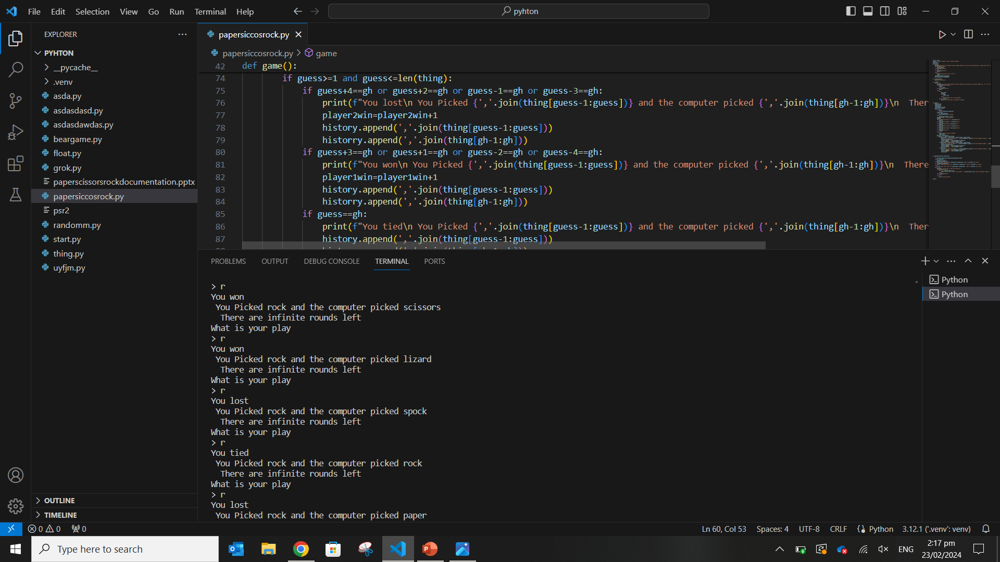 File Edit Selection View Go Run Terminal Help
pyhton
EXPLORER
PYHTON
__pycache__
.venv
asda.py
asdasdasd.py
asdasdawdas.py
beargame.py
float.py
grok.py
paperscissorsrockdocumentation.pptx
papersiccosrock.py
psr2
randomm.py
start.py
thing.py
uyfjm.py
OUTLINE
TIMELINE
papersiccosrock.py
papersiccosrock.py > game
42 def game():
74 if guess>=1 and guess<=len(thing):
75 if guess+4==gh or guess+2==gh or guess-1==gh or guess-3==gh:
76 print(f"You lost\n You Picked {','.join(thing[guess-1:guess])} and the computer picked {','.join(thing[gh-1:gh])}\n Ther
77 player2win=player2win+1
78 history.append(','.join(thing[guess-1:guess]))
79 historry.append(','.join(thing[gh-1:gh]))
80 if guess+3==gh or guess+1==gh or guess-2==gh or guess-4==gh:
81 print(f"You won\n You Picked {','.join(thing[guess-1:guess])} and the computer picked {','.join(thing[gh-1:gh])}\n There
82 player1win=player1win+1
83 history.append(','.join(thing[guess-1:guess]))
84 historry.append(','.join(thing[gh-1:gh]))
85 if guess==gh:
86 print(f"You tied\n You Picked {','.join(thing[guess-1:guess])} and the computer picked {','.join(thing[gh-1:gh])}\n Ther
87 history.append(','.join(thing[guess-1:guess]))
PROBLEMS OUTPUT DEBUG CONSOLE TERMINAL PORTS
Python
Python
> r
You won
You Picked rock and the computer picked scissors
There are infinite rounds left
What is your play
> r
You won
You Picked rock and the computer picked lizard
There are infinite rounds left
What is your play
> r
You lost
You Picked rock and the computer picked spock
There are infinite rounds left
What is your play
> r
You tied
You Picked rock and the computer picked rock
There are infinite rounds left
What is your play
> r
You lost
You Picked rock and the computer picked paper
0 0 0 Ln 60, Col 53 Spaces: 4 UTF-8 CRLF Python 3.12.1 ('.venv': venv)
Type here to search
ENG
2:17 pm
23/02/2024